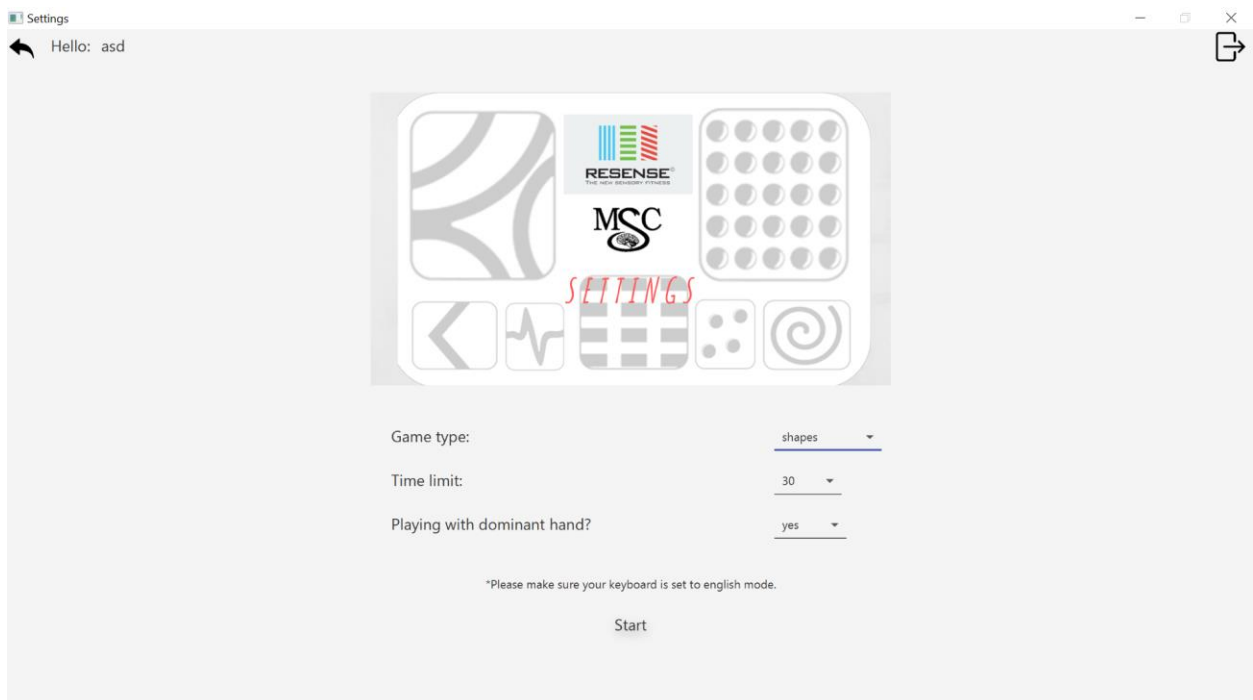 Settings
Hello: asd
RESENSE®
THE NEW SENSORY FITNESS
MSC
SETTINGS
Game type: shapes
Time limit: 30
Playing with dominant hand? yes
*Please make sure your keyboard is set to english mode.
Start